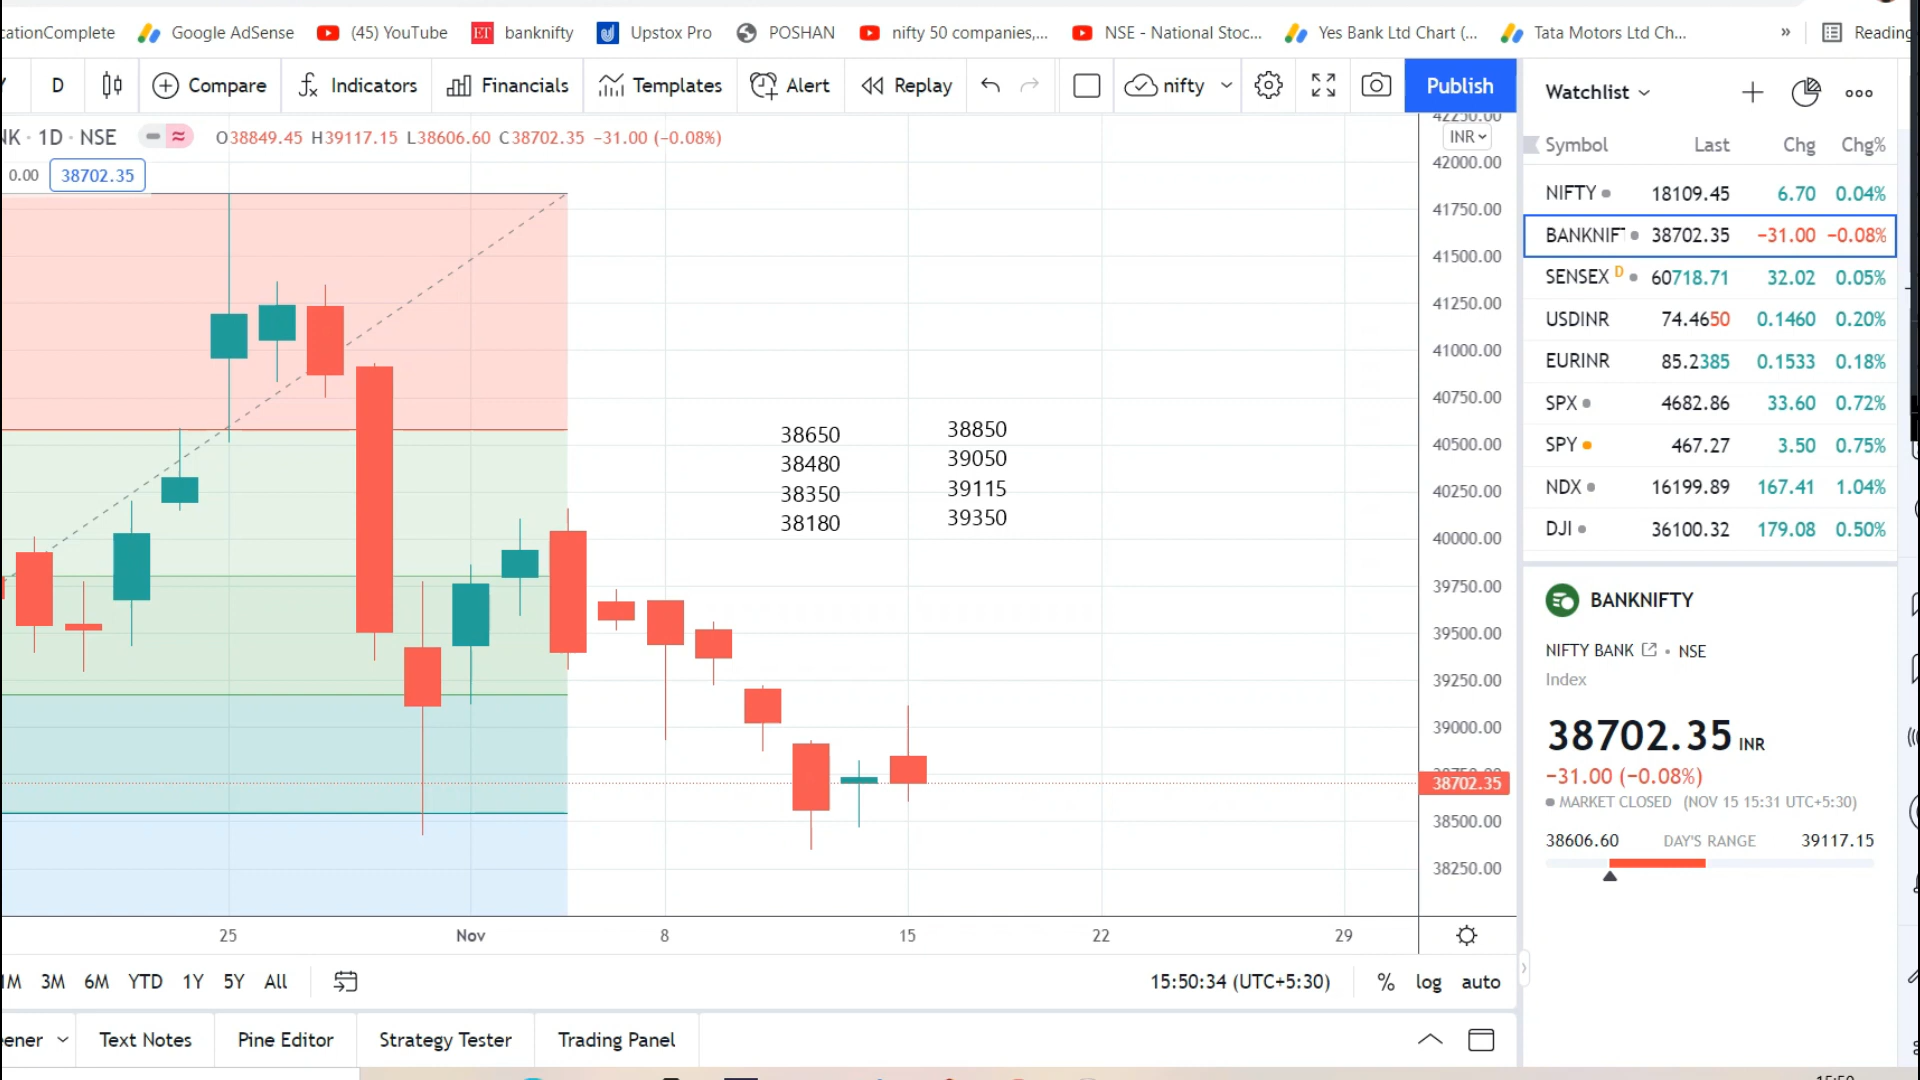 cationComplete Google AdSense (45) YouTube ET banknifty Upstox Pro POSHAN nifty 50 companies,... NSE - National Stoc... Yes Bank Ltd Chart (... Tata Motors Ltd Ch... » Reading
D Compare Indicators Financials Templates Alert Replay nifty Publish
NK · 1D · NSE O38849.45 H39117.15 L38606.60 C38702.35 −31.00 (−0.08%)
0.00 38702.35
INR
42250.00
42000.00
41750.00
41500.00
41250.00
41000.00
40750.00
40500.00
40250.00
40000.00
39750.00
39500.00
39250.00
39000.00
38702.35
38500.00
38250.00
38650 38850
38480 39050
38350 39115
38180 39350
25 Nov 8 15 22 29
1M 3M 6M YTD 1Y 5Y All 15:50:34 (UTC+5:30) % log auto
eener Text Notes Pine Editor Strategy Tester Trading Panel
Watchlist
Symbol Last Chg Chg%
NIFTY 18109.45 6.70 0.04%
BANKNIF 38702.35 −31.00 −0.08%
SENSEX D 60718.71 32.02 0.05%
USDINR 74.4650 0.1460 0.20%
EURINR 85.2385 0.1533 0.18%
SPX 4682.86 33.60 0.72%
SPY 467.27 3.50 0.75%
NDX 16199.89 167.41 1.04%
DJI 36100.32 179.08 0.50%
BANKNIFTY
NIFTY BANK • NSE
Index
38702.35 INR
−31.00 (−0.08%)
MARKET CLOSED (NOV 15 15:31 UTC+5:30)
38606.60 DAY'S RANGE 39117.15